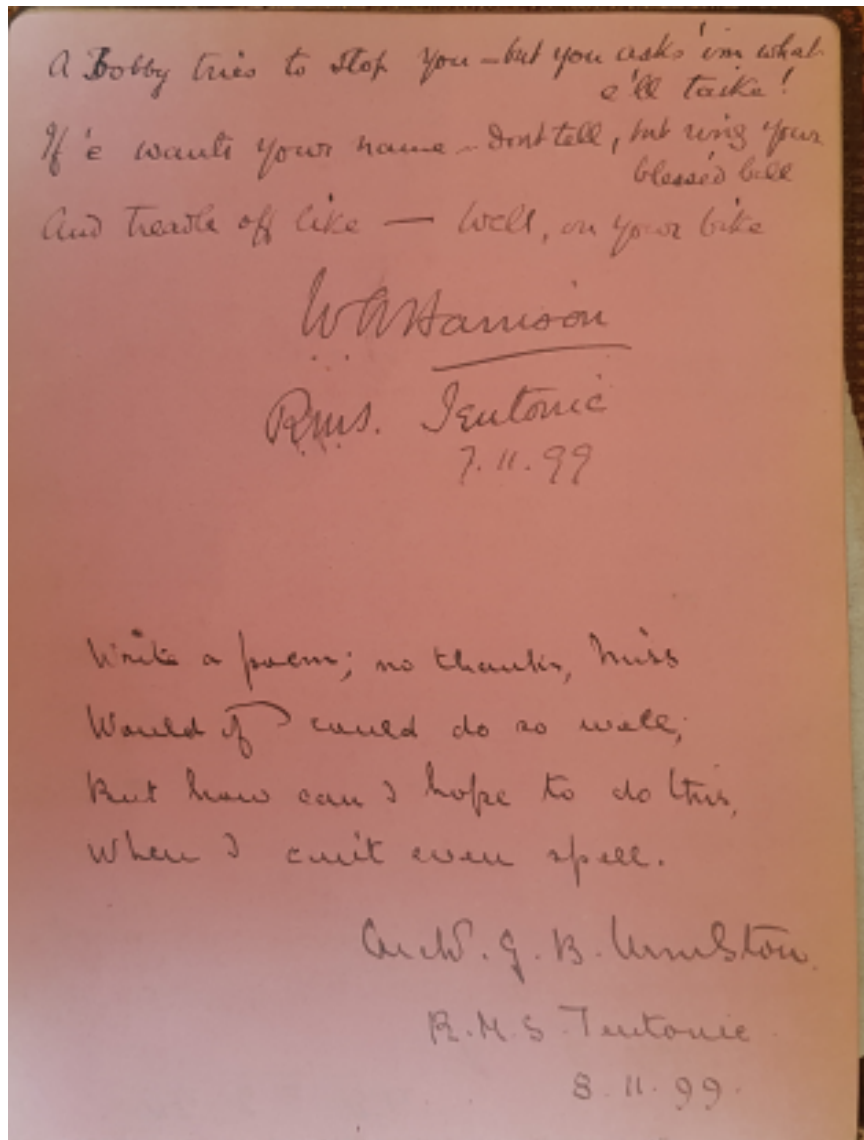 A Bobby tries to stop you – but you asks 'im what
e'll taike!
If 'e wants your name – dont tell, but ring your
blessed bell
And treadle off like — Well, on your bike
W A Harrison
R.M.S. Teutonic
7.11.99
Write a poem; no thanks, Miss
Would if I could do so well;
But how can I hope to do this,
When I can't even spell.
G. B.
R.M.S. Teutonic
8.11.99.